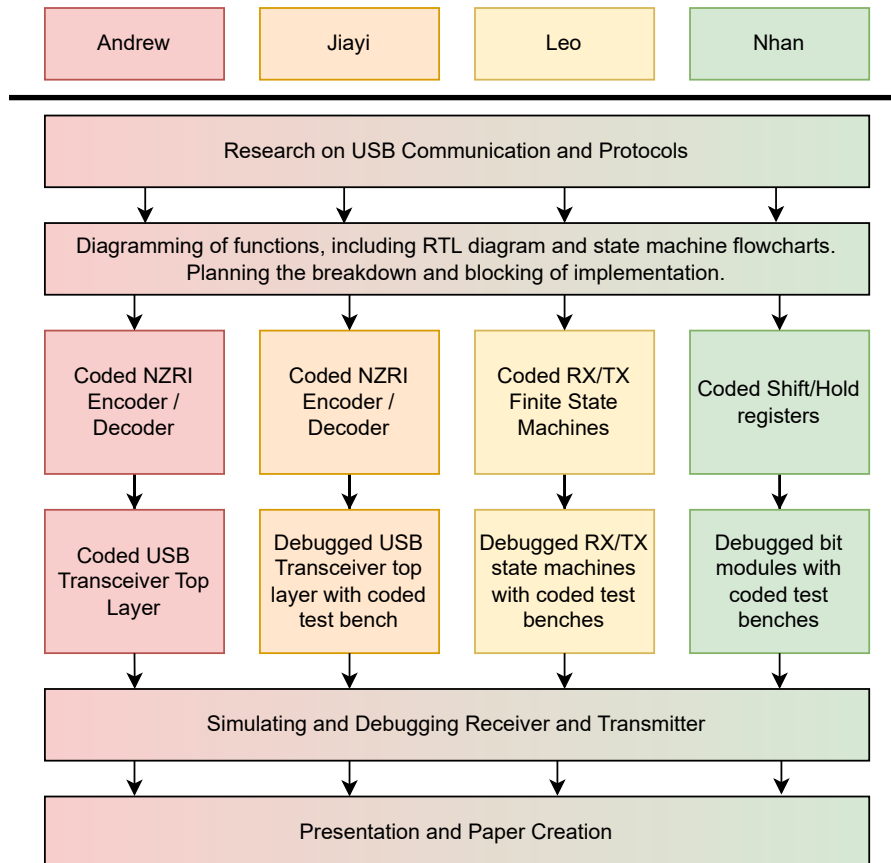 Andrew
Jiayi
Leo
Nhan
Research on USB Communication and Protocols
Diagramming of functions, including RTL diagram and state machine flowcharts.
Planning the breakdown and blocking of implementation.
Coded NZRI
Encoder /
Decoder
Coded NZRI
Encoder /
Decoder
Coded RX/TX
Finite State
Machines
Coded Shift/Hold
registers
Coded USB
Transceiver Top
Layer
Debugged USB
Transceiver top
layer with coded
test bench
Debugged RX/TX
state machines
with coded test
benches
Debugged bit
modules with
coded test
benches
Simulating and Debugging Receiver and Transmitter
Presentation and Paper Creation